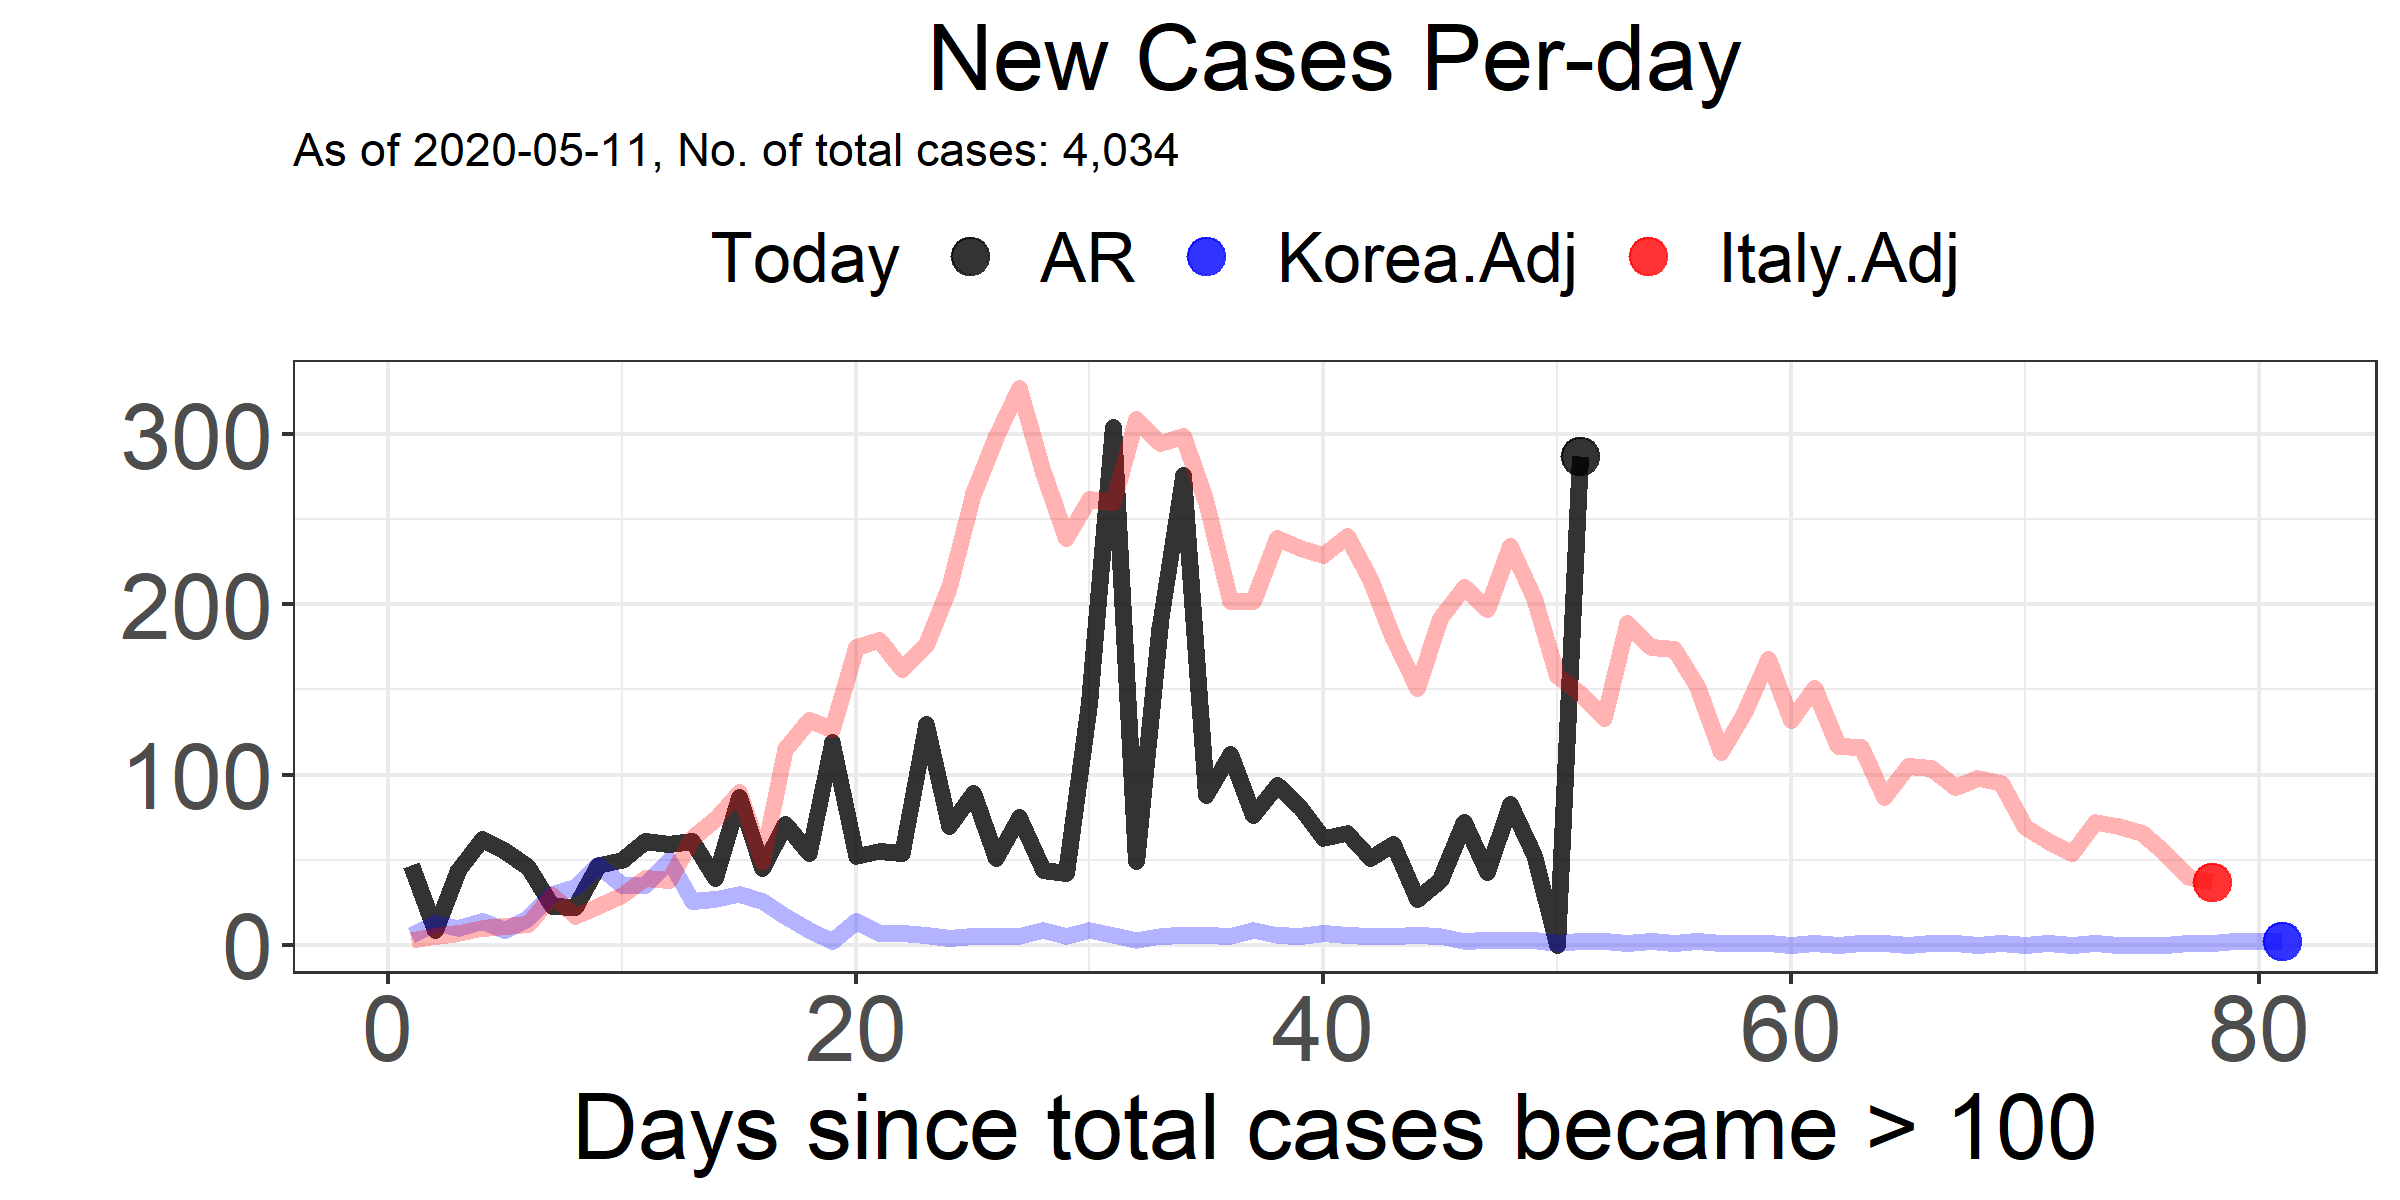 New Cases Per-day
As of 2020-05-11, No. of total cases: 4,034
Today AR Korea.Adj Italy.Adj
300
200
100
0
0 20 40 60 80
Days since total cases became > 100